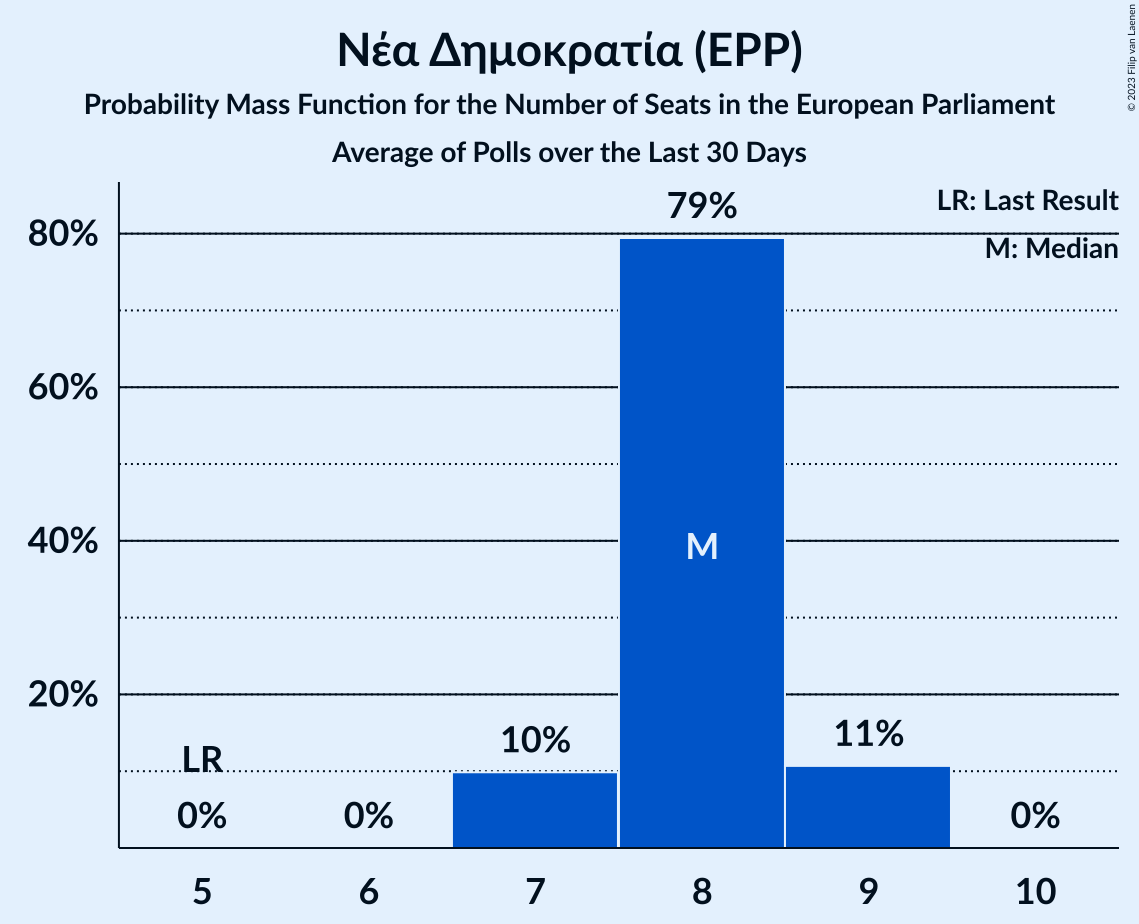 Νέα Δημοκρατία (EPP)
Probability Mass Function for the Number of Seats in the European Parliament
Average of Polls over the Last 30 Days
© 2023 Filip van Laenen
LR: Last Result
M: Median
79%
80%
60%
40%
20%
M
LR
10%
11%
0%
0%
0%
5 6 7 8 9 10